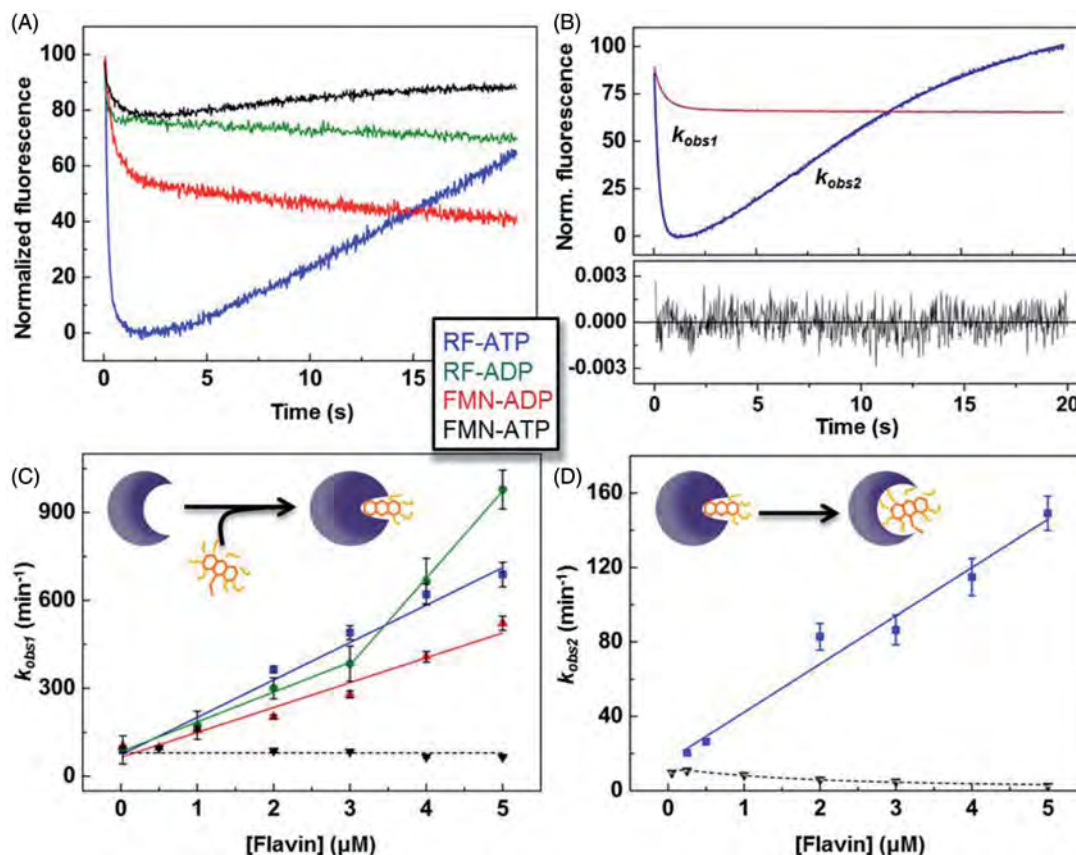 (A)
100
80
60
40
20
0
Normalized fluorescence
0
5
10
15
Time (s)
(B)
100
75
50
25
0
Norm. fluorescence
kobs1
kobs2
0.003
0.000
-0.003
0
5
10
15
20
Time (s)
RF-ATP
RF-ADP
FMN-ADP
FMN-ATP
(C)
900
600
300
0
kobs1 (min-1)
0
1
2
3
4
5
[Flavin] (µM)
(D)
160
120
80
40
0
kobs2 (min-1)
0
1
2
3
4
5
[Flavin] (µM)